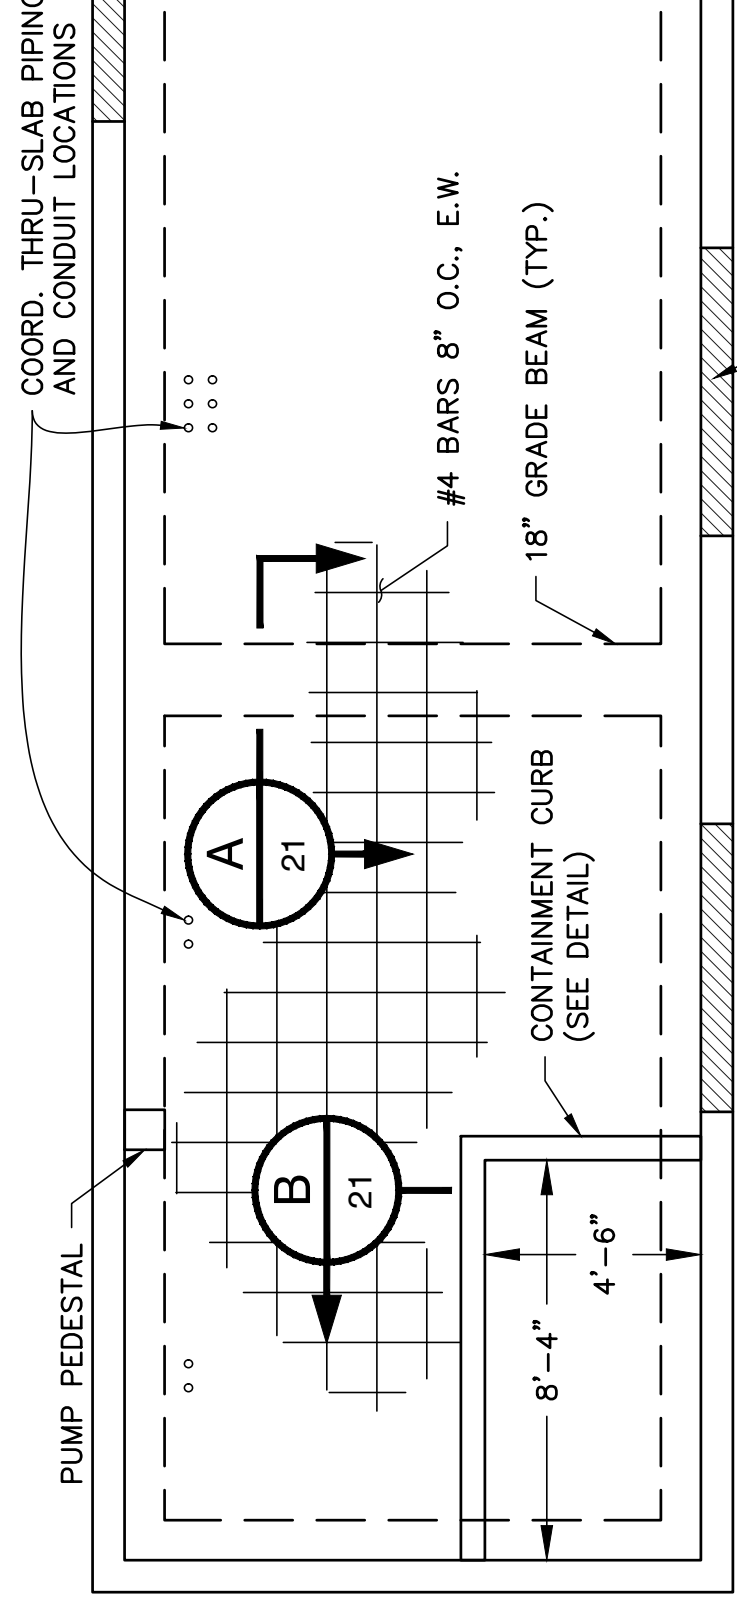 COORD. THRU-SLAB PIPING
AND CONDUIT LOCATIONS
PUMP PEDESTAL
A
21
B
21
#4 BARS 8" O.C., E.W.
18" GRADE BEAM (TYP.)
CONTAINMENT CURB
(SEE DETAIL)
8'-4"
4'-6"